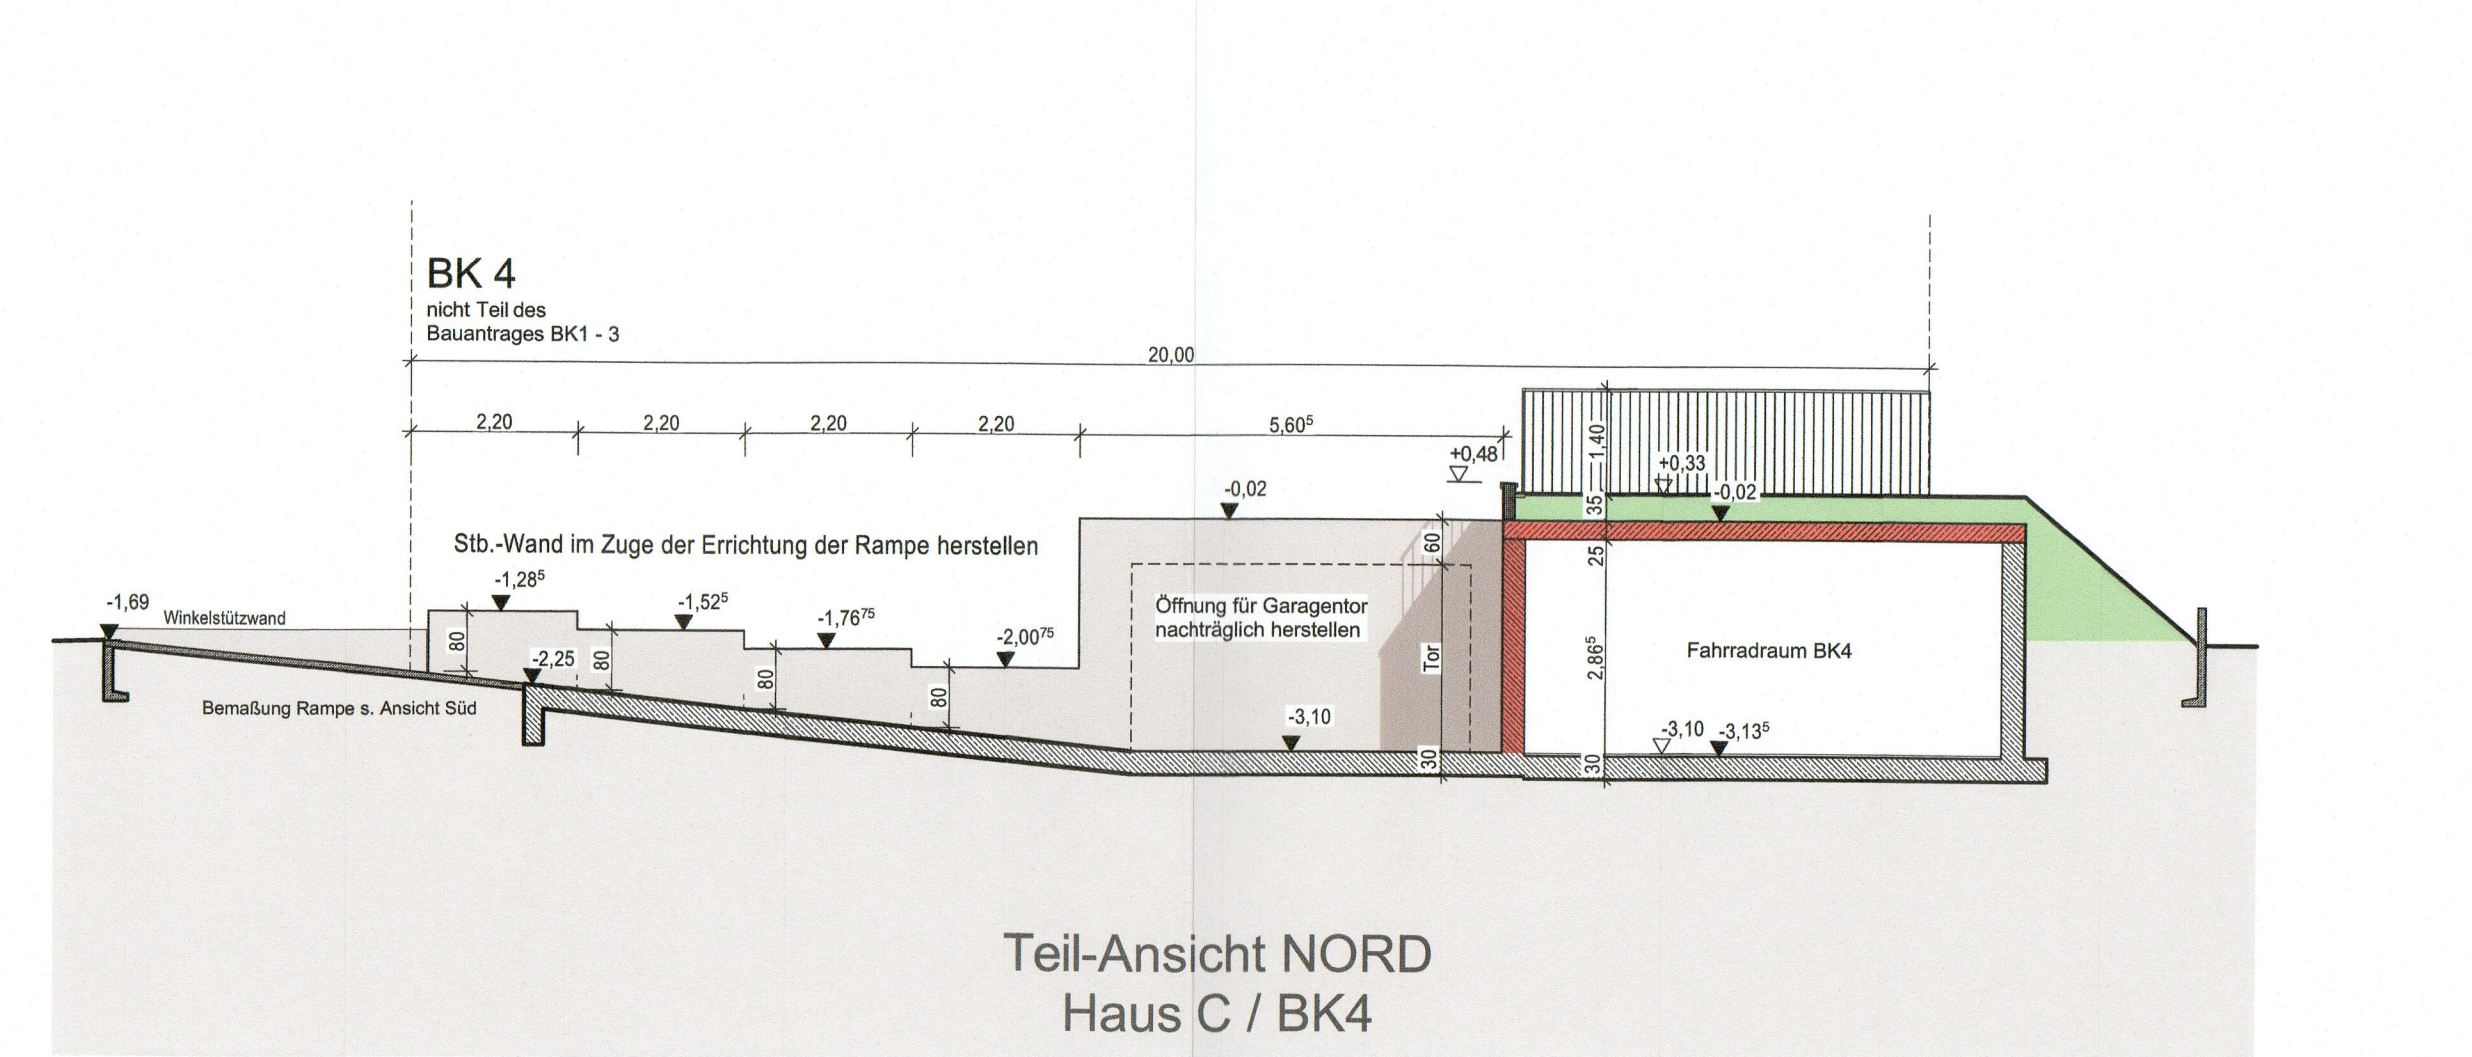 BK 4
nicht Teil des
Bauantrages BK1 - 3
20,00
2,20
2,20
2,20
2,20
5,60⁵
+0,48
1,40
+0,33
-0,02
-0,02
35
Stb.-Wand im Zuge der Errichtung der Rampe herstellen
60
25
-1,28⁵
-1,69
Winkelstützwand
-1,52⁵
-1,76⁷⁵
-2,00⁷⁵
Öffnung für Garagentor
nachträglich herstellen
80
-2,25
80
80
80
Tor
2,86⁵
Fahrradraum BK4
Bemaßung Rampe s. Ansicht Süd
-3,10
-3,10
-3,13⁵
30
30
Teil-Ansicht NORD
Haus C / BK4